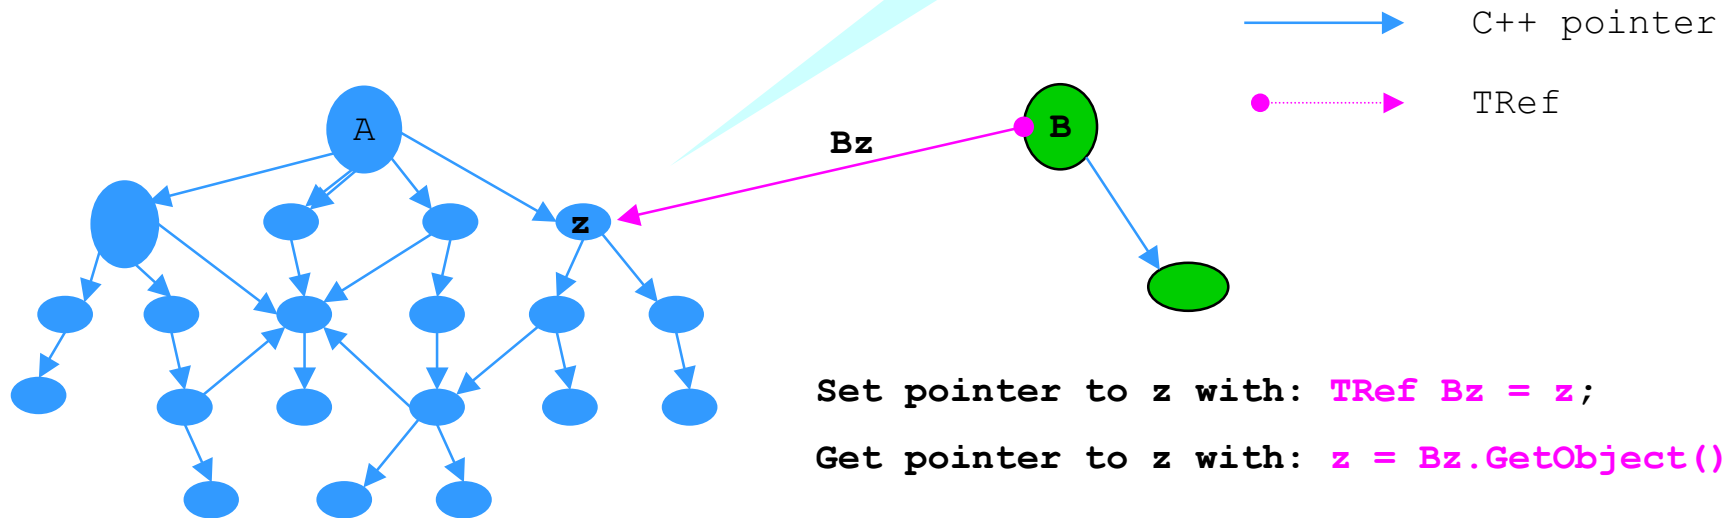 C++ pointer
TRef
A
B
Bz
z
Set pointer to z with: TRef Bz = z;
Get pointer to z with: z = Bz.GetObject()